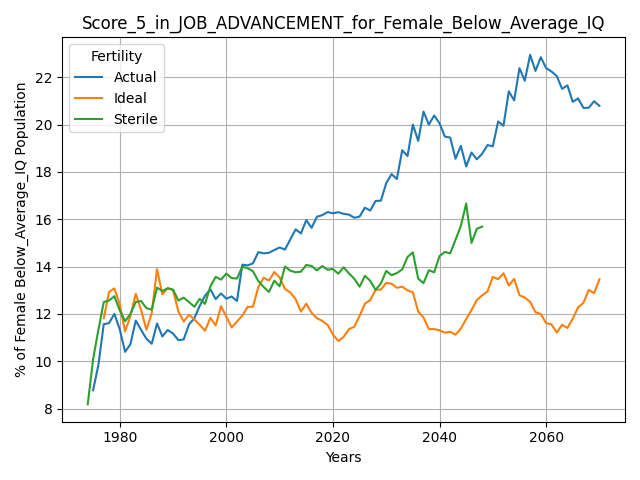 Score_5_in_JOB_ADVANCEMENT_for_Female_Below_Average_IQ
% of Female Below_Average_IQ Population
Fertility
Actual
Ideal
Sterile
22
20
18
16
14
12
10
8
1980 2000 2020 2040 2060
Years